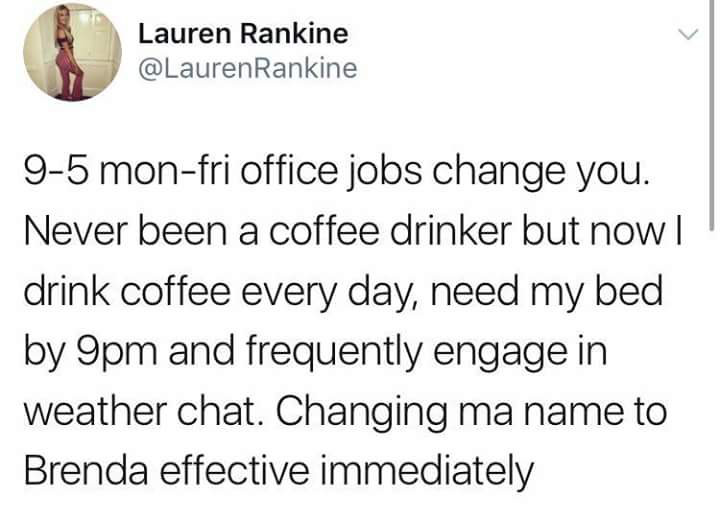 Lauren Rankine
@LaurenRankine
9-5 mon-fri office jobs change you.
Never been a coffee drinker but now I
drink coffee every day, need my bed
by 9pm and frequently engage in
weather chat. Changing ma name to
Brenda effective immediately